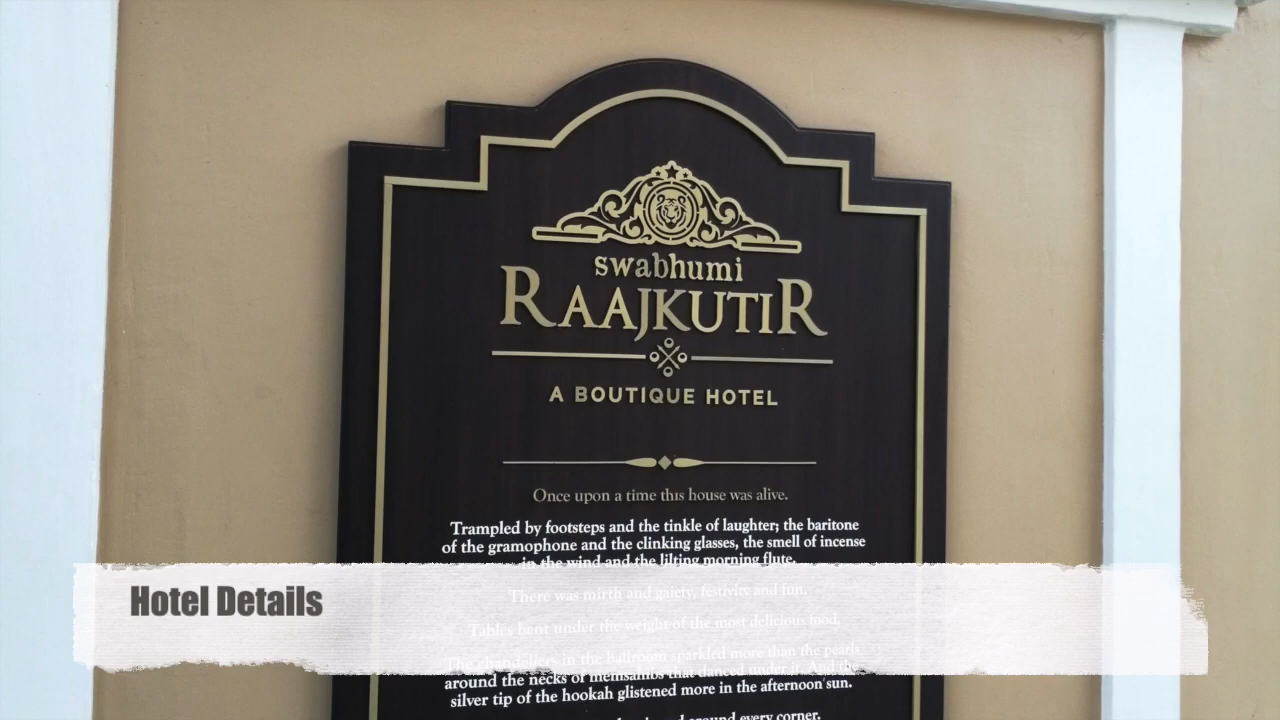 swabhumi
RAAJKUTIR
A BOUTIQUE HOTEL
Once upon a time this house was alive.
Trampled by footsteps and the tinkle of laughter; the baritone
of the gramophone and the clinking glasses, the smell of incense
in the wind and the lilting morning flute.
There was mirth and gaiety, festivity and fun.
Hotel Details
Tables bent under the weight of the most delicious food.
The chandeliers in the ballroom sparkled more than the pearls
around the necks of memsahibs that danced under it. And the
silver tip of the hookah glistened more in the afternoon sun.
around every corner.